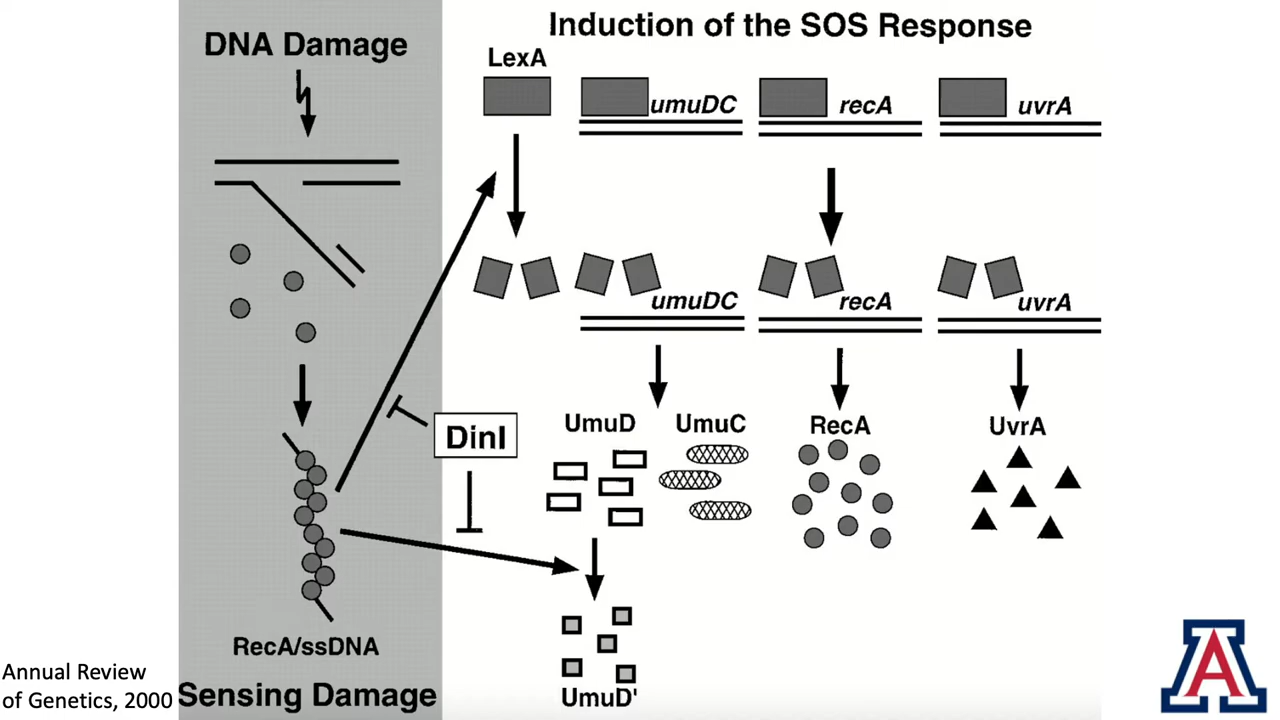 Induction of the SOS Response
DNA Damage
LexA
umuDC
recA
uvrA
umuDC
recA
uvrA
DinI
UmuD
UmuC
RecA
UvrA
RecA/ssDNA
UmuD'
Sensing Damage
Annual Review
of Genetics, 2000
A